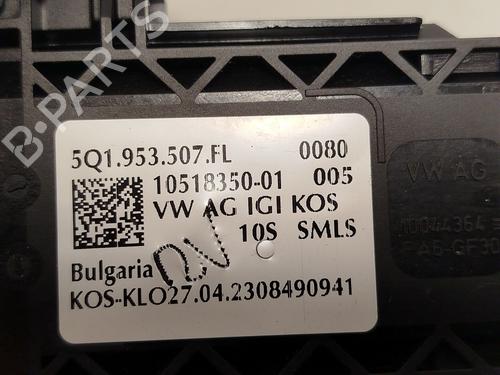 B-PARTS
5Q1.953.507.FL 0080
10518350-01 005
VW AG IGI KOS
10S SMLS
Bulgaria
KOS-KLO27.04.2308490941
VW AG
10044364